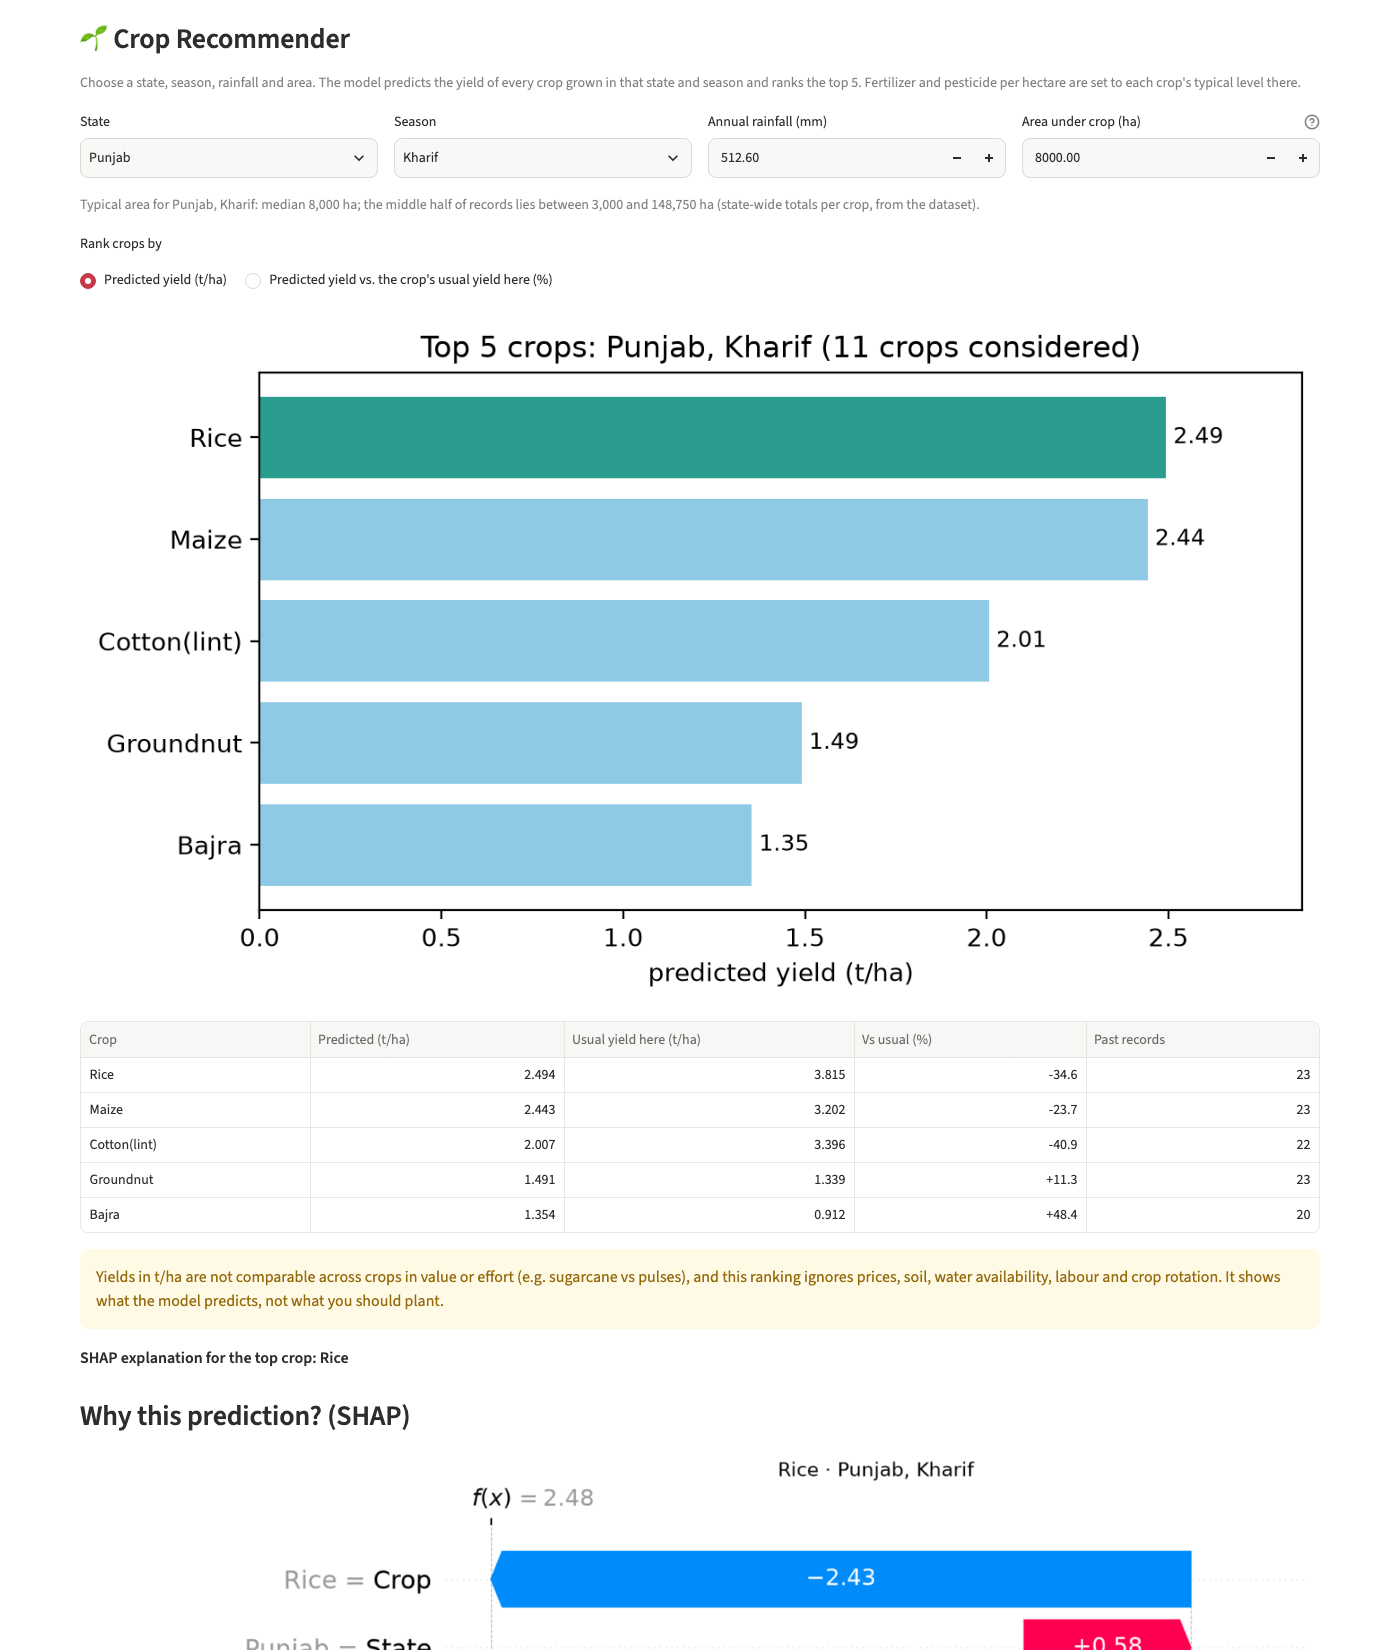 Crop Recommender
Choose a state, season, rainfall and area. The model predicts the yield of every crop grown in that state and season and ranks the top 5. Fertilizer and pesticide per hectare are set to each crop's typical level there.
State Season Annual rainfall (mm) Area under crop (ha)
Punjab Kharif 512.60 − + 8000.00 − +
Typical area for Punjab, Kharif: median 8,000 ha; the middle half of records lies between 3,000 and 148,750 ha (state-wide totals per crop, from the dataset).
Rank crops by
Predicted yield (t/ha) Predicted yield vs. the crop's usual yield here (%)
Top 5 crops: Punjab, Kharif (11 crops considered)
Rice 2.49
Maize 2.44
Cotton(lint) 2.01
Groundnut 1.49
Bajra 1.35
0.0 0.5 1.0 1.5 2.0 2.5
predicted yield (t/ha)
Crop Predicted (t/ha) Usual yield here (t/ha) Vs usual (%) Past records
Rice 2.494 3.815 -34.6 23
Maize 2.443 3.202 -23.7 23
Cotton(lint) 2.007 3.396 -40.9 22
Groundnut 1.491 1.339 +11.3 23
Bajra 1.354 0.912 +48.4 20
Yields in t/ha are not comparable across crops in value or effort (e.g. sugarcane vs pulses), and this ranking ignores prices, soil, water availability, labour and crop rotation. It shows
what the model predicts, not what you should plant.
SHAP explanation for the top crop: Rice
Why this prediction? (SHAP)
Rice · Punjab, Kharif
f(x) = 2.48
Rice = Crop −2.43
Punjab = State +0.58